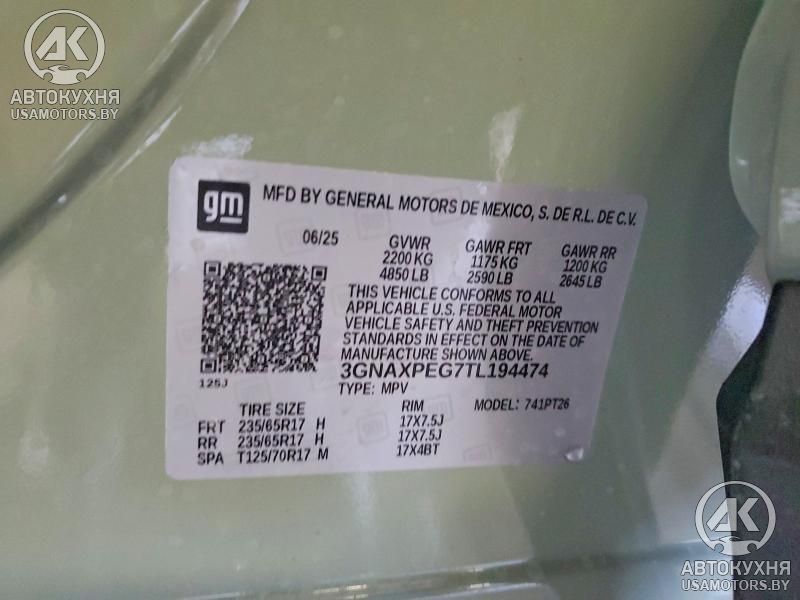 АК
АВТОКУХНЯ
USAMOTORS.BY
gm
MFD BY GENERAL MOTORS DE MEXICO, S. DE R.L. DE C.V.
06/25 GVWR GAWR FRT GAWR RR
2200 KG 1175 KG 1200 KG
4850 LB 2590 LB 2645 LB
THIS VEHICLE CONFORMS TO ALL
APPLICABLE U.S. FEDERAL MOTOR
VEHICLE SAFETY AND THEFT PREVENTION
STANDARDS IN EFFECT ON THE DATE OF
MANUFACTURE SHOWN ABOVE.
3GNAXPEG7TL194474
125J
TYPE: MPV MODEL: 741PT26
TIRE SIZE RIM
FRT 235/65R17 H 17X7.5J
RR 235/65R17 H 17X7.5J
SPA T125/70R17 M 17X4BT
АК
АВТОКУХНЯ
USAMOTORS.BY